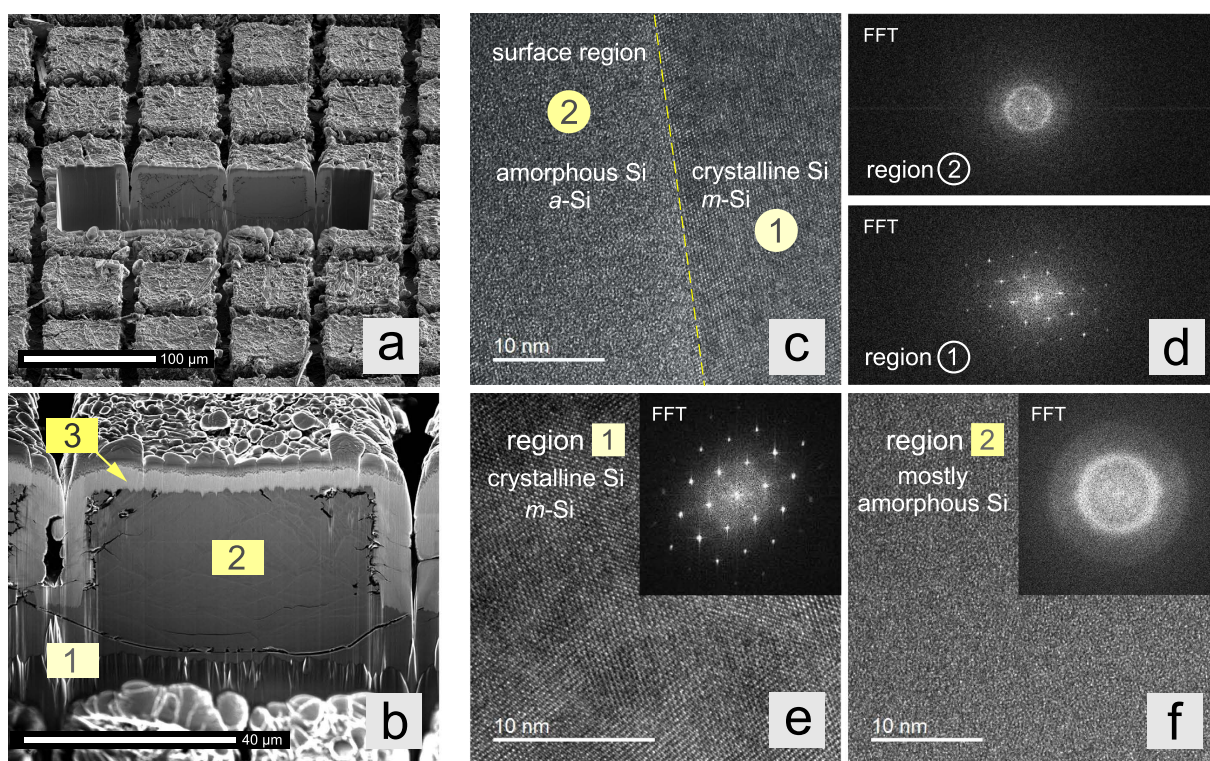 100 µm
a
3
2
1
40 µm
b
surface region
2
amorphous Si
a-Si
crystalline Si
m-Si
1
10 nm
c
FFT
region 2
FFT
region 1
d
region 1
crystalline Si
m-Si
FFT
10 nm
e
region 2
mostly
amorphous Si
FFT
10 nm
f